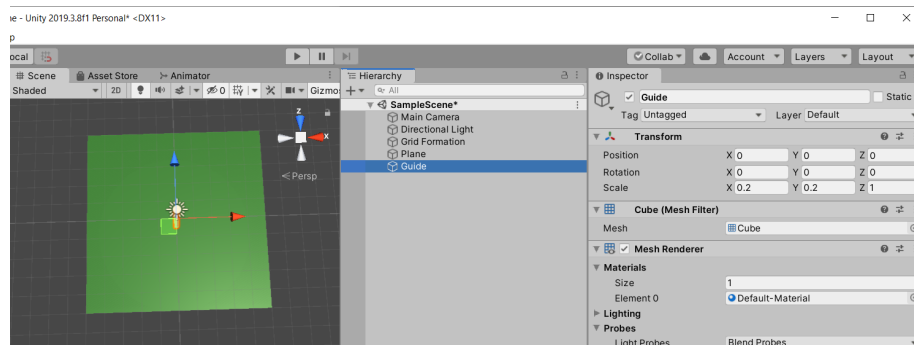 ne - Unity 2019.3.8f1 Personal* <DX11>
p
ocal Collab Account Layers Layout
Scene Asset Store Animator Hierarchy Inspector
Shaded 2D 0 Gizmo All Guide Static
SampleScene*
Main Camera Tag Untagged Layer Default
Directional Light
Grid Formation Transform
Plane Position X 0 Y 0 Z 0
Guide Rotation X 0 Y 0 Z 0
Scale X 0.2 Y 0.2 Z 1
z x
Persp
Cube (Mesh Filter)
Mesh Cube
Mesh Renderer
Materials
Size 1
Element 0 Default-Material
Lighting
Probes
Light Probes Blend Probes